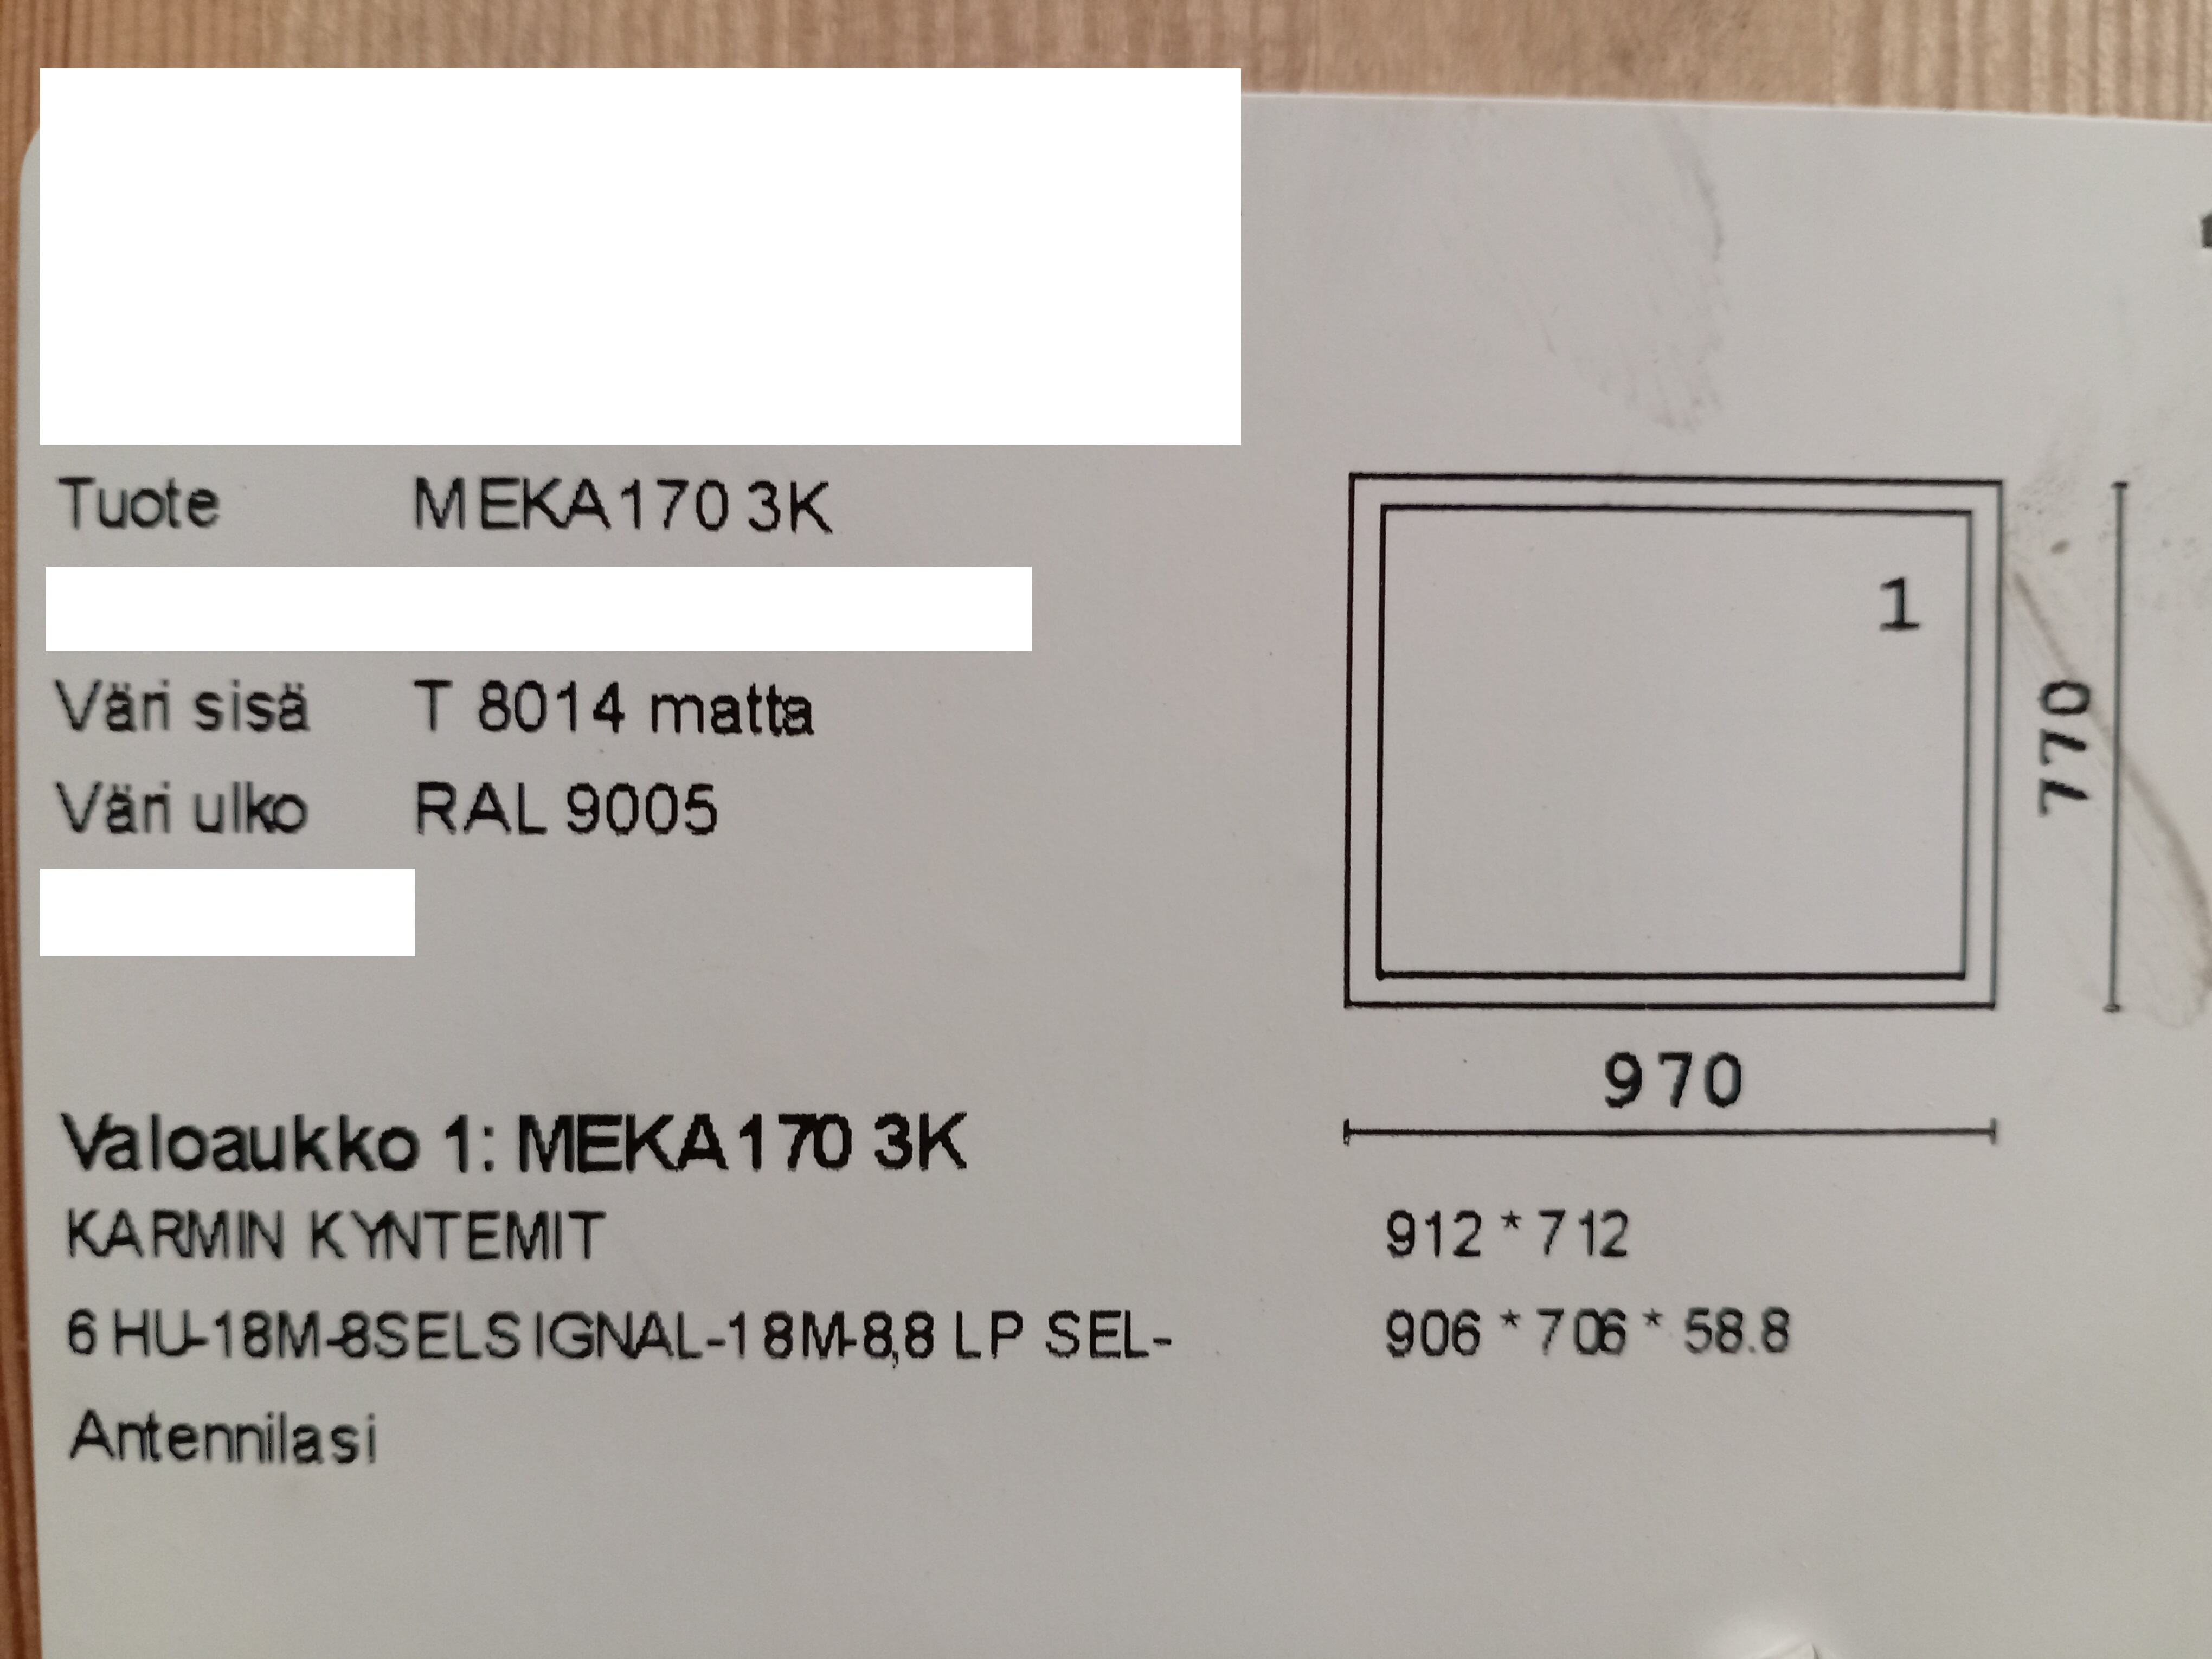 Tuote MEKA170 3K
Väri sisä T 8014 matta
Väri ulko RAL 9005
1
770
970
Valoaukko 1: MEKA170 3K
KARMIN KYNTEMIT 912 * 712
6 HU-18M-8SELSIGNAL-18M-8,8 LP SEL- 906 * 706 * 58.8
Antennilasi